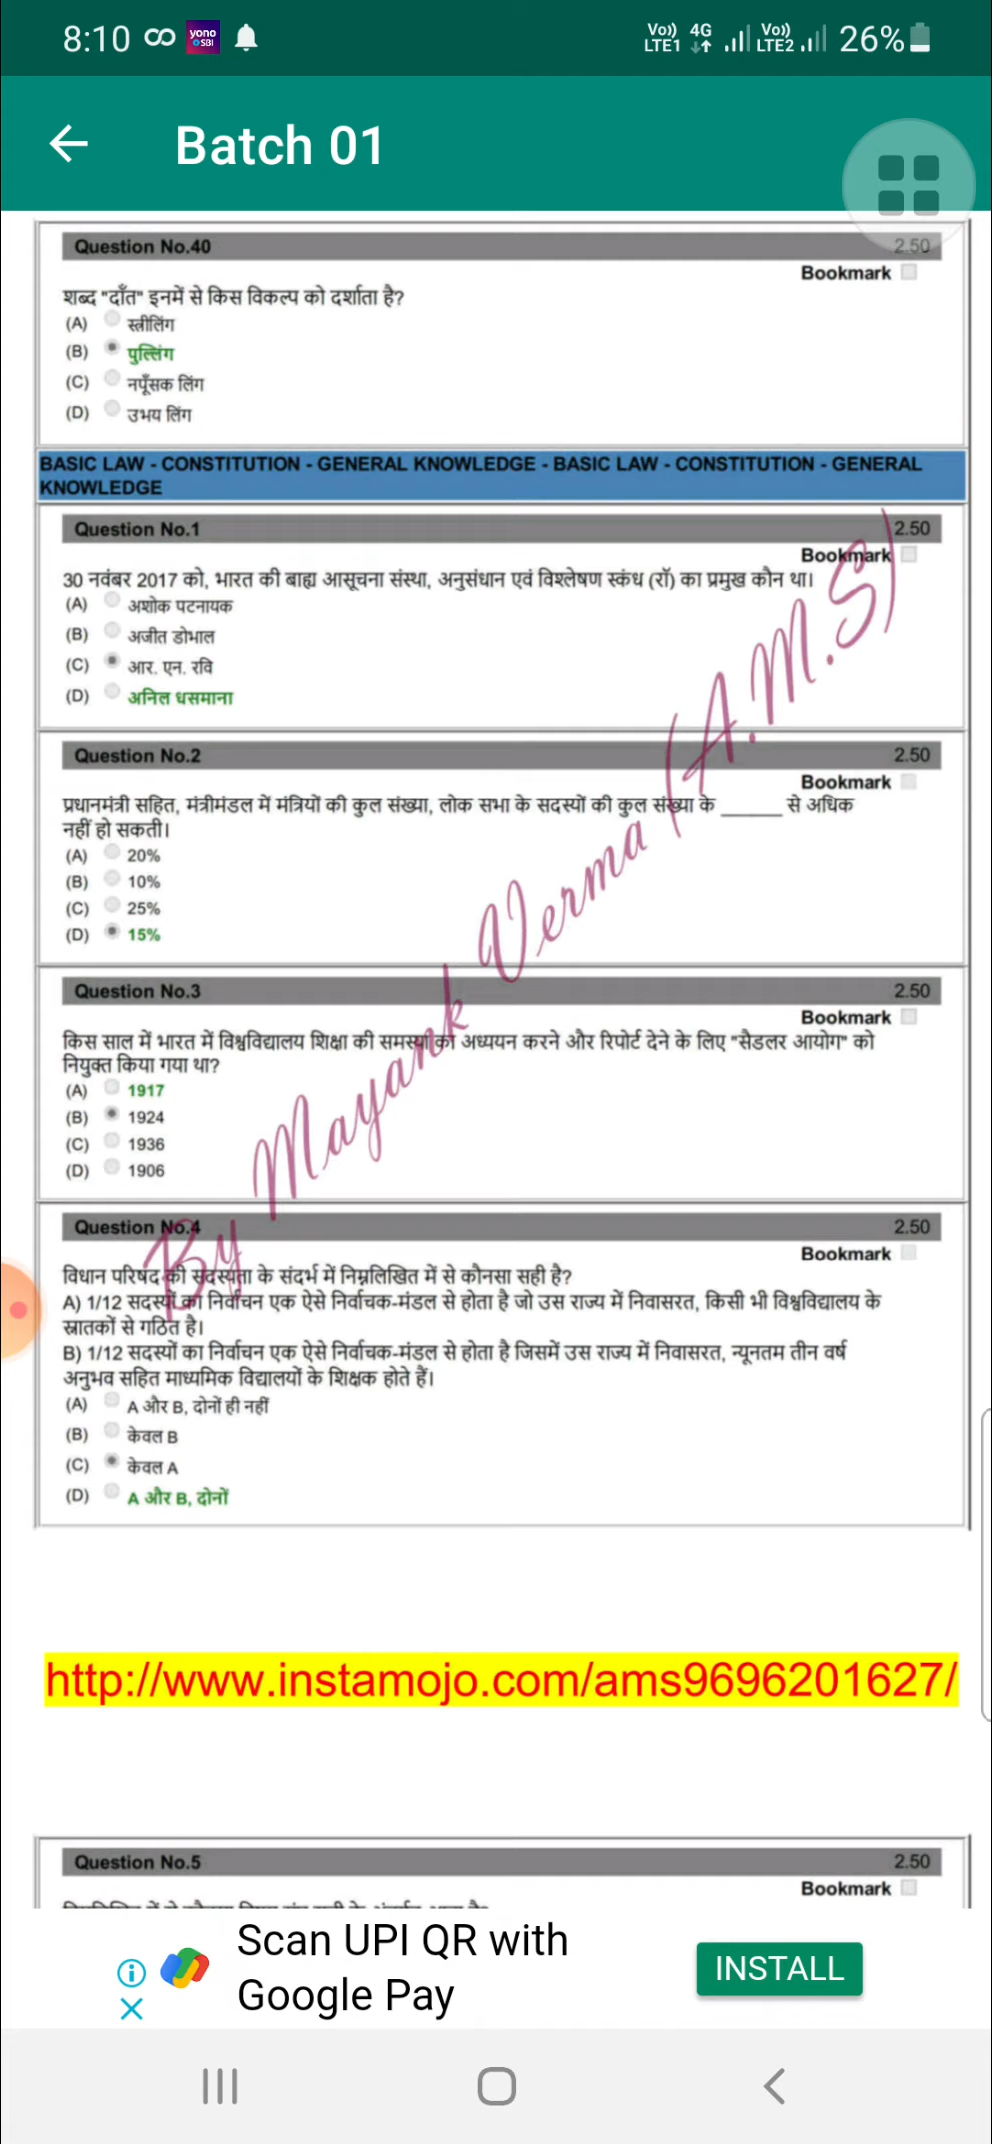 8:10 yono SBI Vo)) LTE1 4G Vo)) LTE2 26%
Batch 01
Question No.40 2.50
Bookmark
शब्द "दाँत" इनमें से किस विकल्प को दर्शाता है?
(A) स्त्रीलिंग
(B) पुल्लिंग
(C) नपूँसक लिंग
(D) उभय लिंग
BASIC LAW - CONSTITUTION - GENERAL KNOWLEDGE - BASIC LAW - CONSTITUTION - GENERAL
KNOWLEDGE
Question No.1 2.50
Bookmark
30 नवंबर 2017 को, भारत की बाह्य आसूचना संस्था, अनुसंधान एवं विश्लेषण स्कंध (रॉ) का प्रमुख कौन था।
(A) अशोक पटनायक
(B) अजीत डोभाल
(C) आर. एन. रवि
(D) अनिल धसमाना
Question No.2 2.50
Bookmark
प्रधानमंत्री सहित, मंत्रीमंडल में मंत्रियों की कुल संख्या, लोक सभा के सदस्यों की कुल संख्या के ______ से अधिक
नहीं हो सकती।
(A) 20%
(B) 10%
(C) 25%
(D) 15%
Question No.3 2.50
Bookmark
किस साल में भारत में विश्वविद्यालय शिक्षा की समस्या को अध्ययन करने और रिपोर्ट देने के लिए "सैडलर आयोग" को
नियुक्त किया गया था?
(A) 1917
(B) 1924
(C) 1936
(D) 1906
Question No.4 2.50
Bookmark
विधान परिषद की सदस्यता के संदर्भ में निम्नलिखित में से कौनसा सही है?
A) 1/12 सदस्यों का निर्वाचन एक ऐसे निर्वाचक-मंडल से होता है जो उस राज्य में निवासरत, किसी भी विश्वविद्यालय के
स्नातकों से गठित है।
B) 1/12 सदस्यों का निर्वाचन एक ऐसे निर्वाचक-मंडल से होता है जिसमें उस राज्य में निवासरत, न्यूनतम तीन वर्ष
अनुभव सहित माध्यमिक विद्यालयों के शिक्षक होते हैं।
(A) A और B, दोनों ही नहीं
(B) केवल B
(C) केवल A
(D) A और B, दोनों
By Mayank Verma (A.M.S)
http://www.instamojo.com/ams9696201627/
Question No.5 2.50
Bookmark
Scan UPI QR with
Google Pay
INSTALL